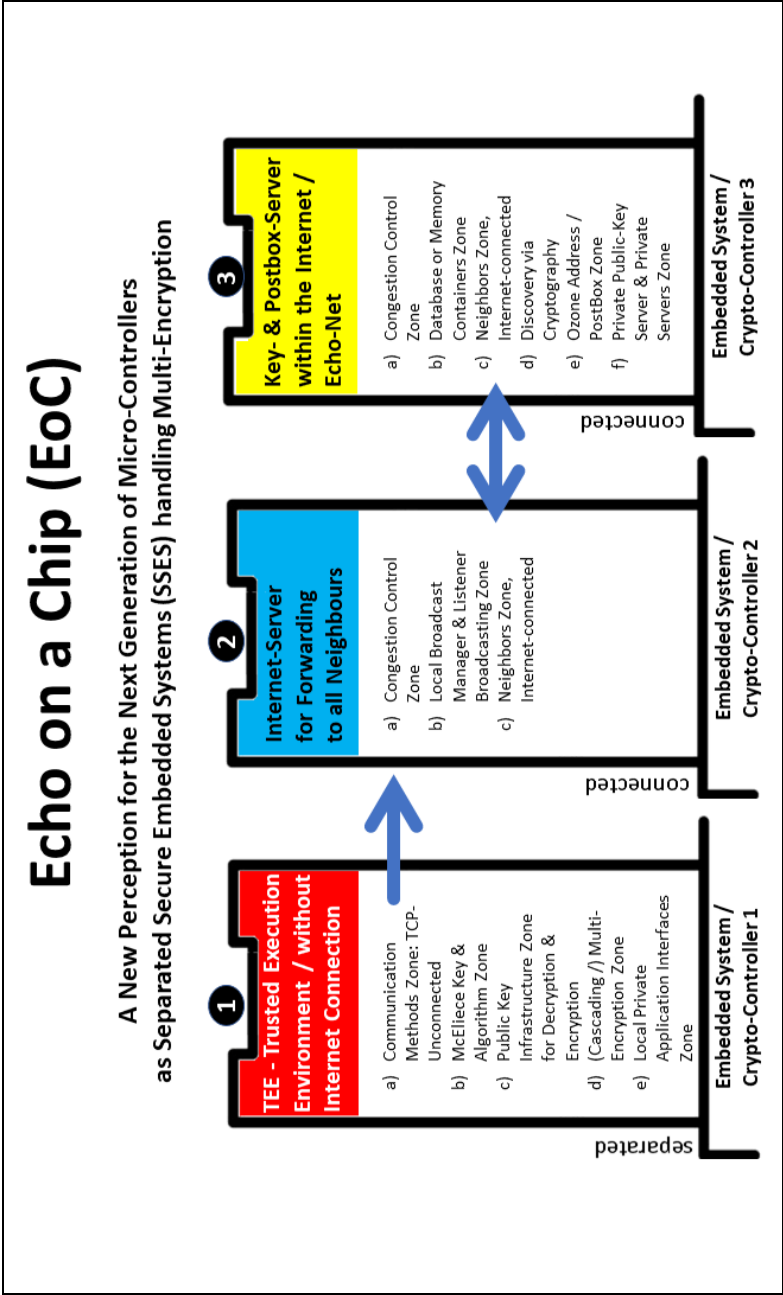 Echo on a Chip (EoC)
A New Perception for the Next Generation of Micro-Controllers
as Separated Secure Embedded Systems (SSES) handling Multi-Encryption
1
TEE - Trusted Execution
Environment / without
Internet Connection
a) Communication
Methods Zone: TCP-
Unconnected
b) McEliece Key &
Algorithm Zone
c) Public Key
Infrastructure Zone
for Decryption &
Encryption
d) (Cascading /) Multi-
Encryption Zone
e) Local Private
Application Interfaces
Zone
separated
Embedded System /
Crypto-Controller 1
2
Internet-Server
for Forwarding
to all Neighbours
a) Congestion Control
Zone
b) Local Broadcast
Manager & Listener
Broadcasting Zone
c) Neighbors Zone,
Internet-connected
connected
Embedded System /
Crypto-Controller 2
3
Key- & Postbox-Server
within the Internet /
Echo-Net
a) Congestion Control
Zone
b) Database or Memory
Containers Zone
c) Neighbors Zone,
Internet-connected
d) Discovery via
Cryptography
e) Ozone Address /
PostBox Zone
f) Private Public-Key
Server & Private
Servers Zone
connected
Embedded System /
Crypto-Controller 3